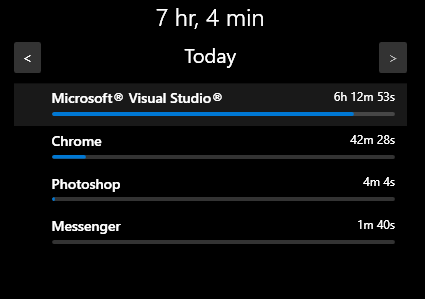 7 hr, 4 min
< Today >
Microsoft® Visual Studio® 6h 12m 53s
Chrome 42m 28s
Photoshop 4m 4s
Messenger 1m 40s